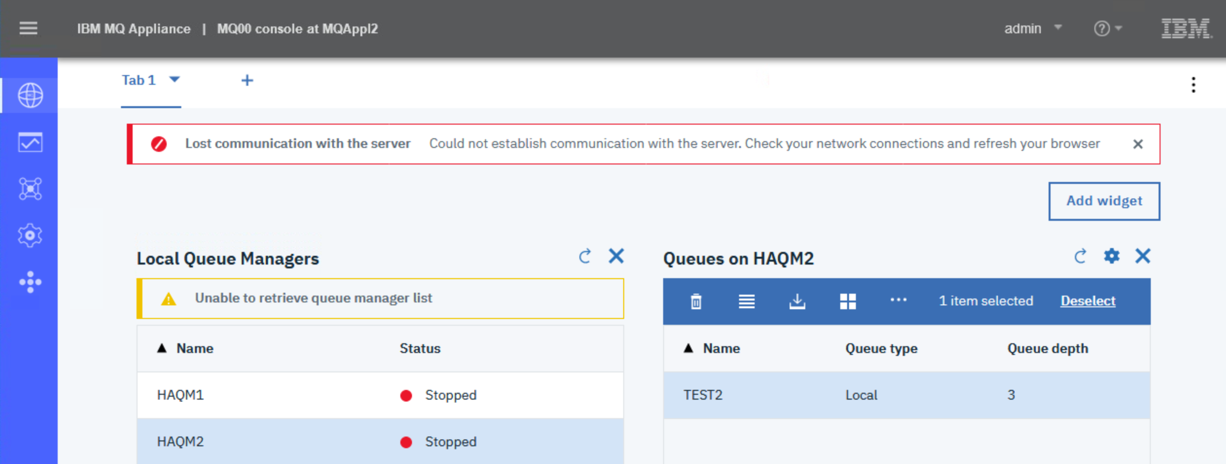 IBM MQ Appliance | MQ00 console at MQAppl2
admin
IBM
Tab 1
Lost communication with the server Could not establish communication with the server. Check your network connections and refresh your browser
Add widget
Local Queue Managers
Unable to retrieve queue manager list
Name Status
HAQM1 Stopped
HAQM2 Stopped
Queues on HAQM2
1 item selected Deselect
Name Queue type Queue depth
TEST2 Local 3